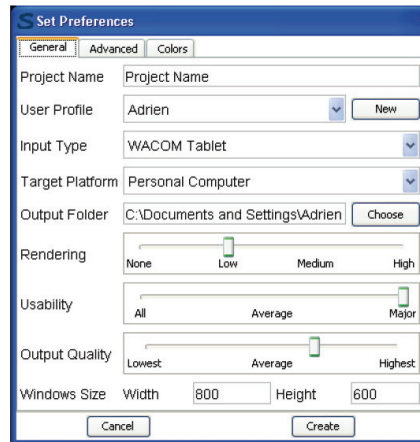 S Set Preferences
General Advanced Colors
Project Name Project Name
User Profile Adrien New
Input Type WACOM Tablet
Target Platform Personal Computer
Output Folder C:\Documents and Settings\Adrien Choose
Rendering
None Low Medium High
Usability
All Average Major
Output Quality
Lowest Average Highest
Windows Size Width 800 Height 600
Cancel Create